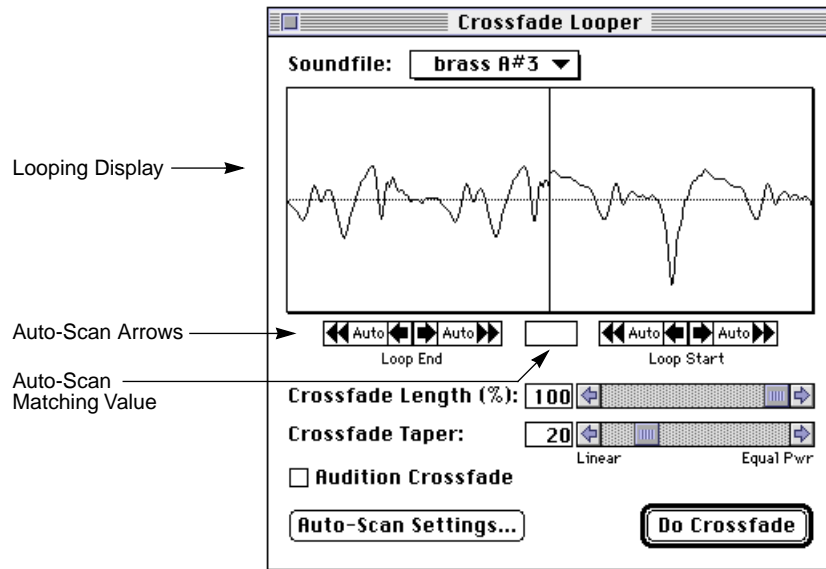 Crossfade Looper
Soundfile: brass A#3
Looping Display
Auto-Scan Arrows
Auto Auto Auto Auto
Loop End Loop Start
Auto-Scan
Matching Value
Crossfade Length (%): 100
Crossfade Taper: 20
Linear Equal Pwr
Audition Crossfade
Auto-Scan Settings... Do Crossfade